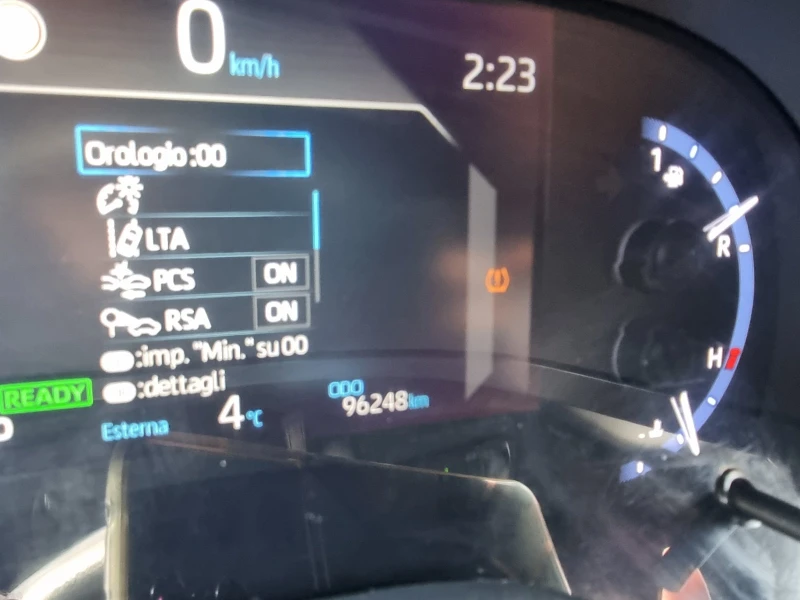 0 km/h
2:23
Orologio :00
1
LTA
R
PCS ON
RSA ON
:imp. "Min." su 00
H
:dettagli
READY
ODO
96248 km
Esterna 4 °C